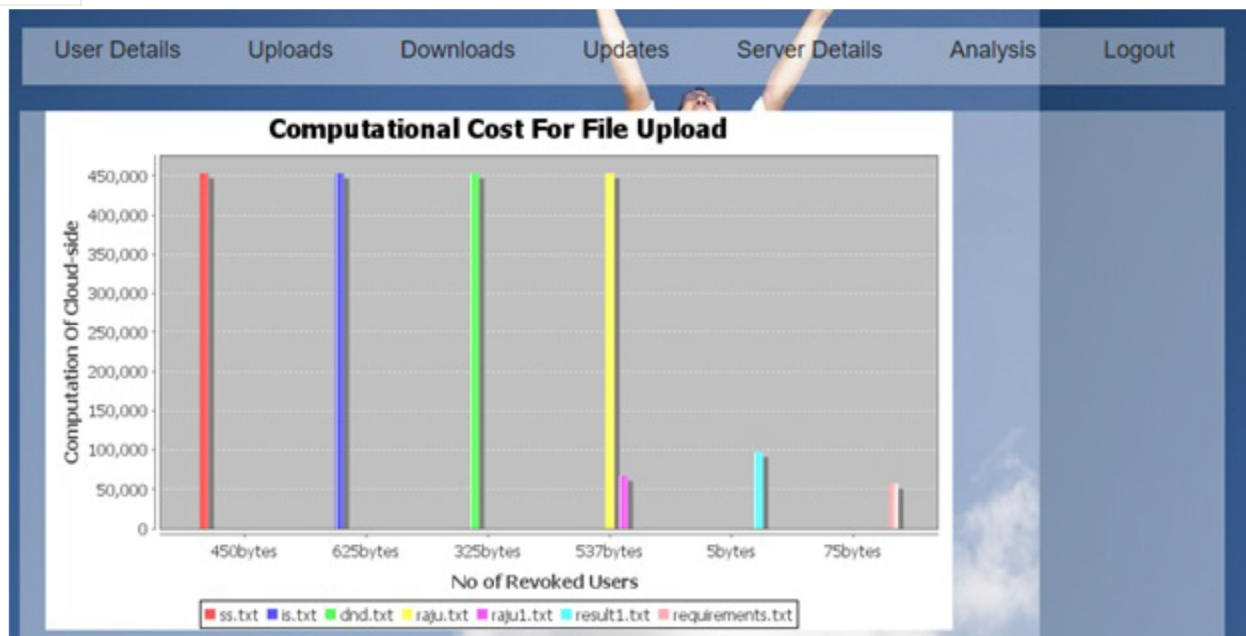 User Details Uploads Downloads Updates Server Details Analysis Logout
Computational Cost For File Upload
Computation Of Cloud-side
450,000
400,000
350,000
300,000
250,000
200,000
150,000
100,000
50,000
0
450bytes 625bytes 325bytes 537bytes 5bytes 75bytes
No of Revoked Users
ss.txt is.txt dnd.txt raju.txt raju1.txt result1.txt requirements.txt